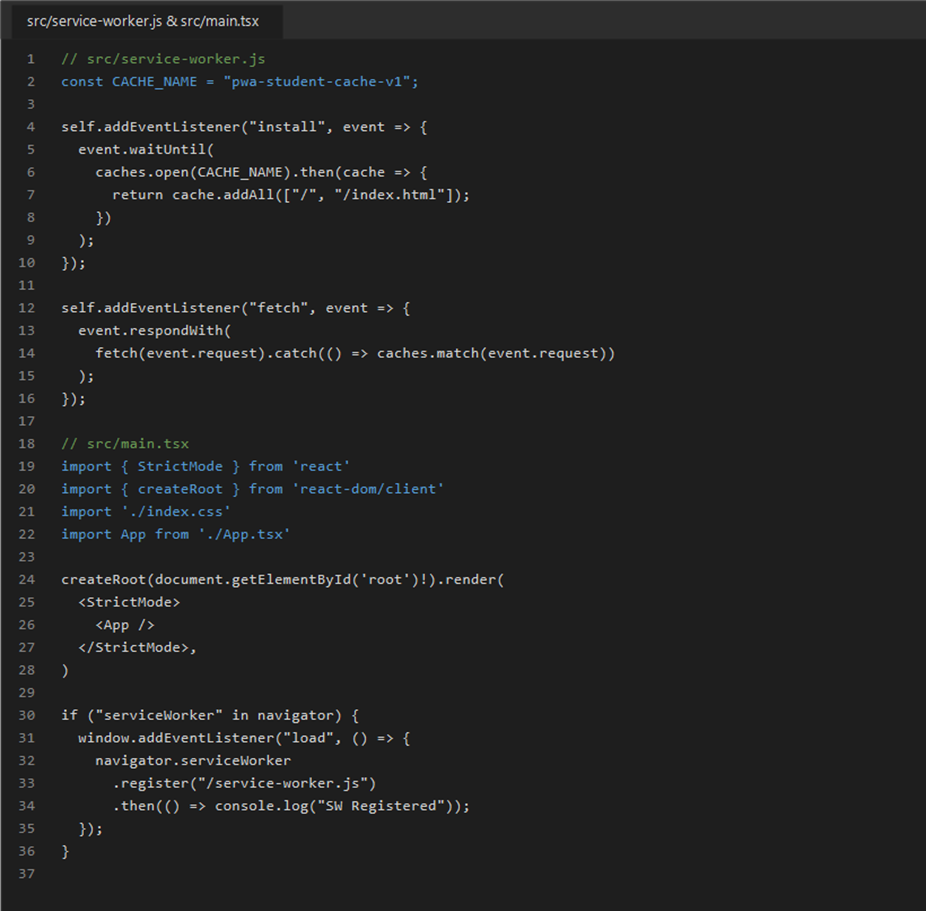 src/service-worker.js & src/main.tsx
1 // src/service-worker.js
2 const CACHE_NAME = "pwa-student-cache-v1";
3
4 self.addEventListener("install", event => {
5   event.waitUntil(
6     caches.open(CACHE_NAME).then(cache => {
7       return cache.addAll(["/", "/index.html"]);
8     })
9   );
10 });
11
12 self.addEventListener("fetch", event => {
13   event.respondWith(
14     fetch(event.request).catch(() => caches.match(event.request))
15   );
16 });
17
18 // src/main.tsx
19 import { StrictMode } from 'react'
20 import { createRoot } from 'react-dom/client'
21 import './index.css'
22 import App from './App.tsx'
23
24 createRoot(document.getElementById('root')!).render(
25   <StrictMode>
26     <App />
27   </StrictMode>,
28 )
29
30 if ("serviceWorker" in navigator) {
31   window.addEventListener("load", () => {
32     navigator.serviceWorker
33       .register("/service-worker.js")
34       .then(() => console.log("SW Registered"));
35   });
36 }
37